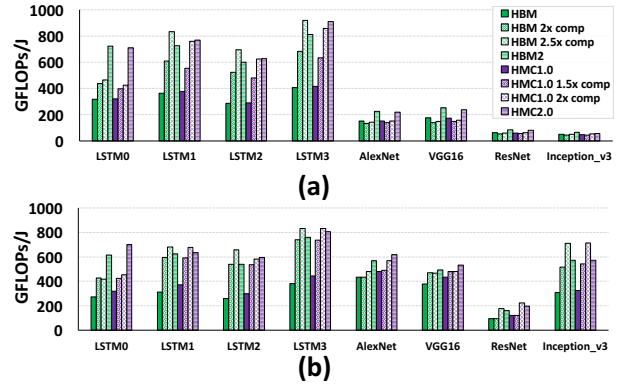 1000
800
600
400
200
0
GFLOPs/J
HBM
HBM 2x comp
HBM 2.5x comp
HBM2
HMC1.0
HMC1.0 1.5x comp
HMC1.0 2x comp
HMC2.0
LSTM0 LSTM1 LSTM2 LSTM3 AlexNet VGG16 ResNet Inception_v3
(a)
1000
800
600
400
200
0
GFLOPs/J
LSTM0 LSTM1 LSTM2 LSTM3 AlexNet VGG16 ResNet Inception_v3
(b)